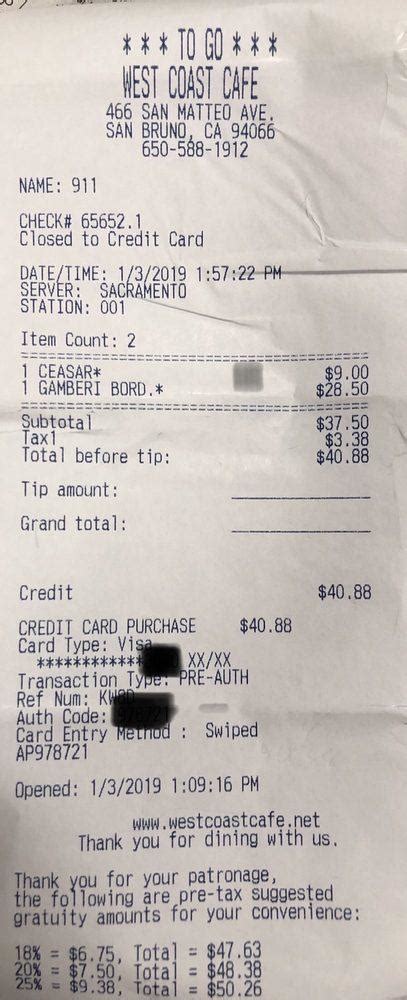 * * * TO GO * * *
WEST COAST CAFE
466 SAN MATTEO AVE.
SAN BRUNO, CA 94066
650-588-1912
NAME: 911
CHECK# 65652.1
Closed to Credit Card
DATE/TIME: 1/3/2019 1:57:22 PM
SERVER: SACRAMENTO
STATION: 001
Item Count: 2
1 CEASAR* $9.00
1 GAMBERI BORD.* $28.50
Subtotal $37.50
Tax1 $3.38
Total before tip: $40.88
Tip amount:
Grand total:
Credit $40.88
CREDIT CARD PURCHASE $40.88
Card Type: Visa
************ XX/XX
Transaction Type: PRE-AUTH
Ref Num:
Auth Code:
Card Entry Method : Swiped
AP978721
Opened: 1/3/2019 1:09:16 PM
www.westcoastcafe.net
Thank you for dining with us.
Thank you for your patronage,
the following are pre-tax suggested
gratuity amounts for your convenience:
18% = $6.75, Total = $47.63
20% = $7.50, Total = $48.38
25% = $9.38, Total = $50.26